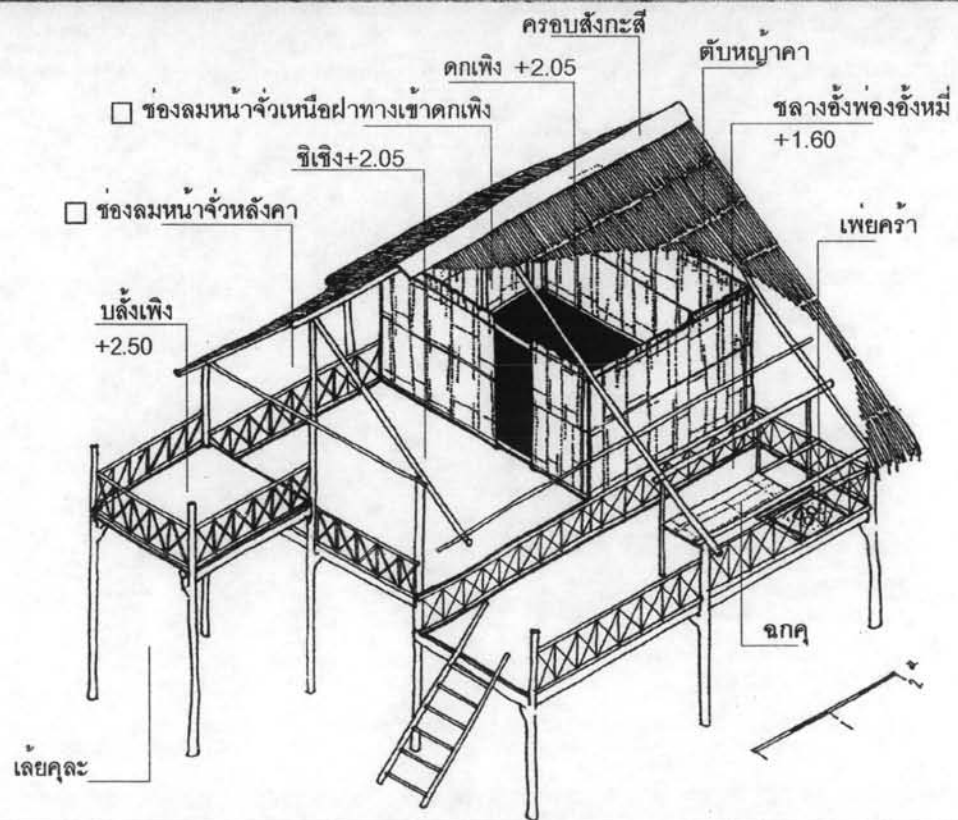 ครอบสังกะสี
ดกเพิง +2.05
ตับหญ้าคา
□ ช่องลมหน้าจั่วเหนือฝาทางเข้าดกเพิง
ชลางอั้งพ่องอั้งหมี่
+1.60
ชิเชิง+2.05
□ ช่องลมหน้าจั่วหลังคา
เพ่ยคร้า
บลั้งเพิง
+2.50
ฉกคุ
เล้ยคุละ